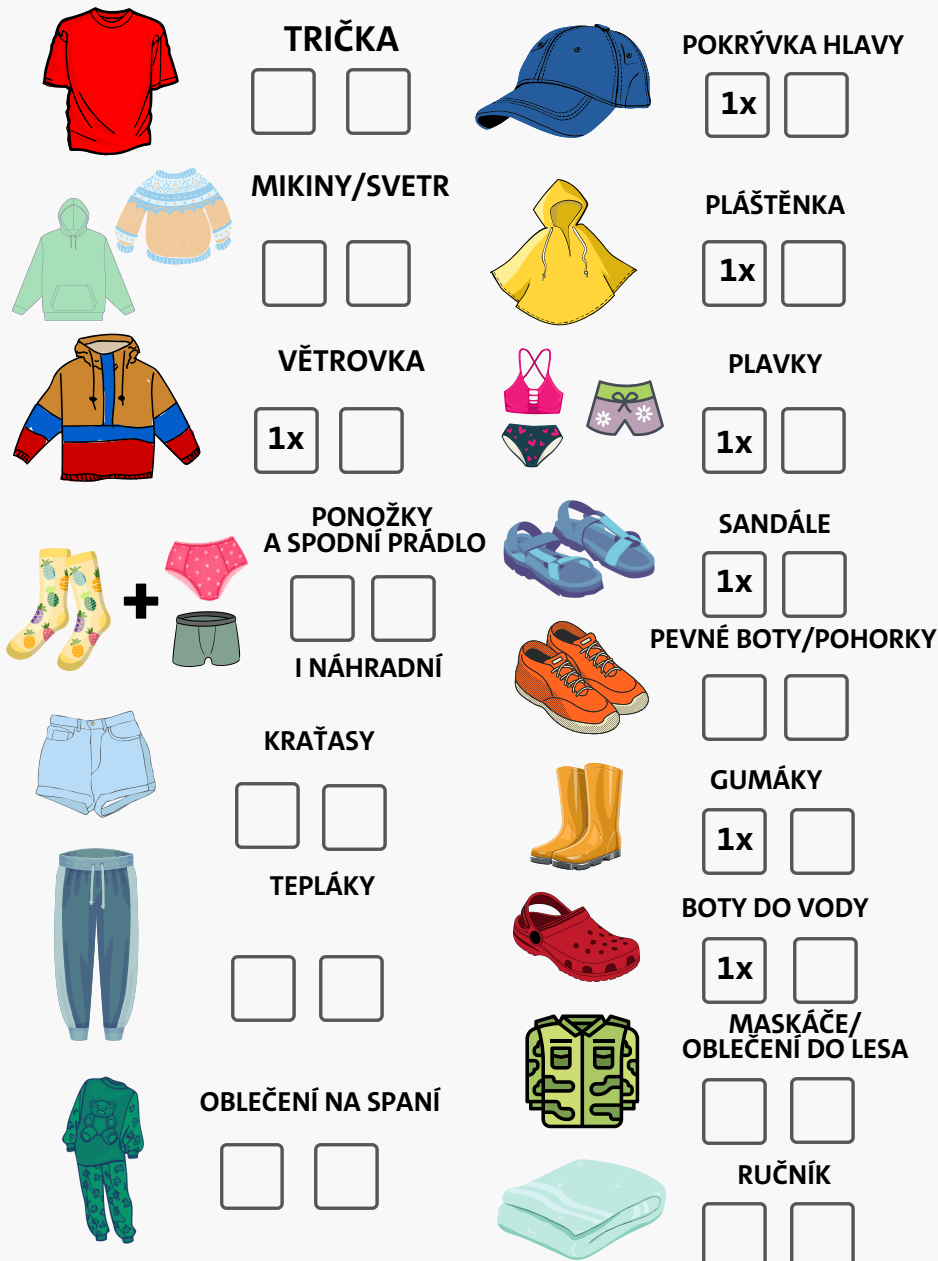 TRIČKA
MIKINY/SVETR
VĚTROVKA
1x
PONOŽKY
A SPODNÍ PRÁDLO
I NÁHRADNÍ
KRAŤASY
TEPLÁKY
OBLEČENÍ NA SPANÍ
POKRÝVKA HLAVY
1x
PLÁŠTĚNKA
1x
PLAVKY
1x
SANDÁLE
1x
PEVNÉ BOTY/POHORKY
GUMÁKY
1x
BOTY DO VODY
1x
MASKÁČE/
OBLEČENÍ DO LESA
RUČNÍK